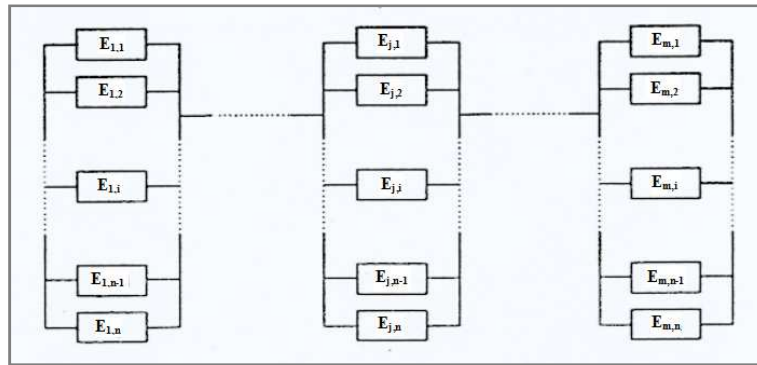 E1,1 Ej,1 Em,1
E1,2 Ej,2 Em,2
E1,i Ej,i Em,i
E1,n-1 Ej,n-1 Em,n-1
E1,n Ej,n Em,n